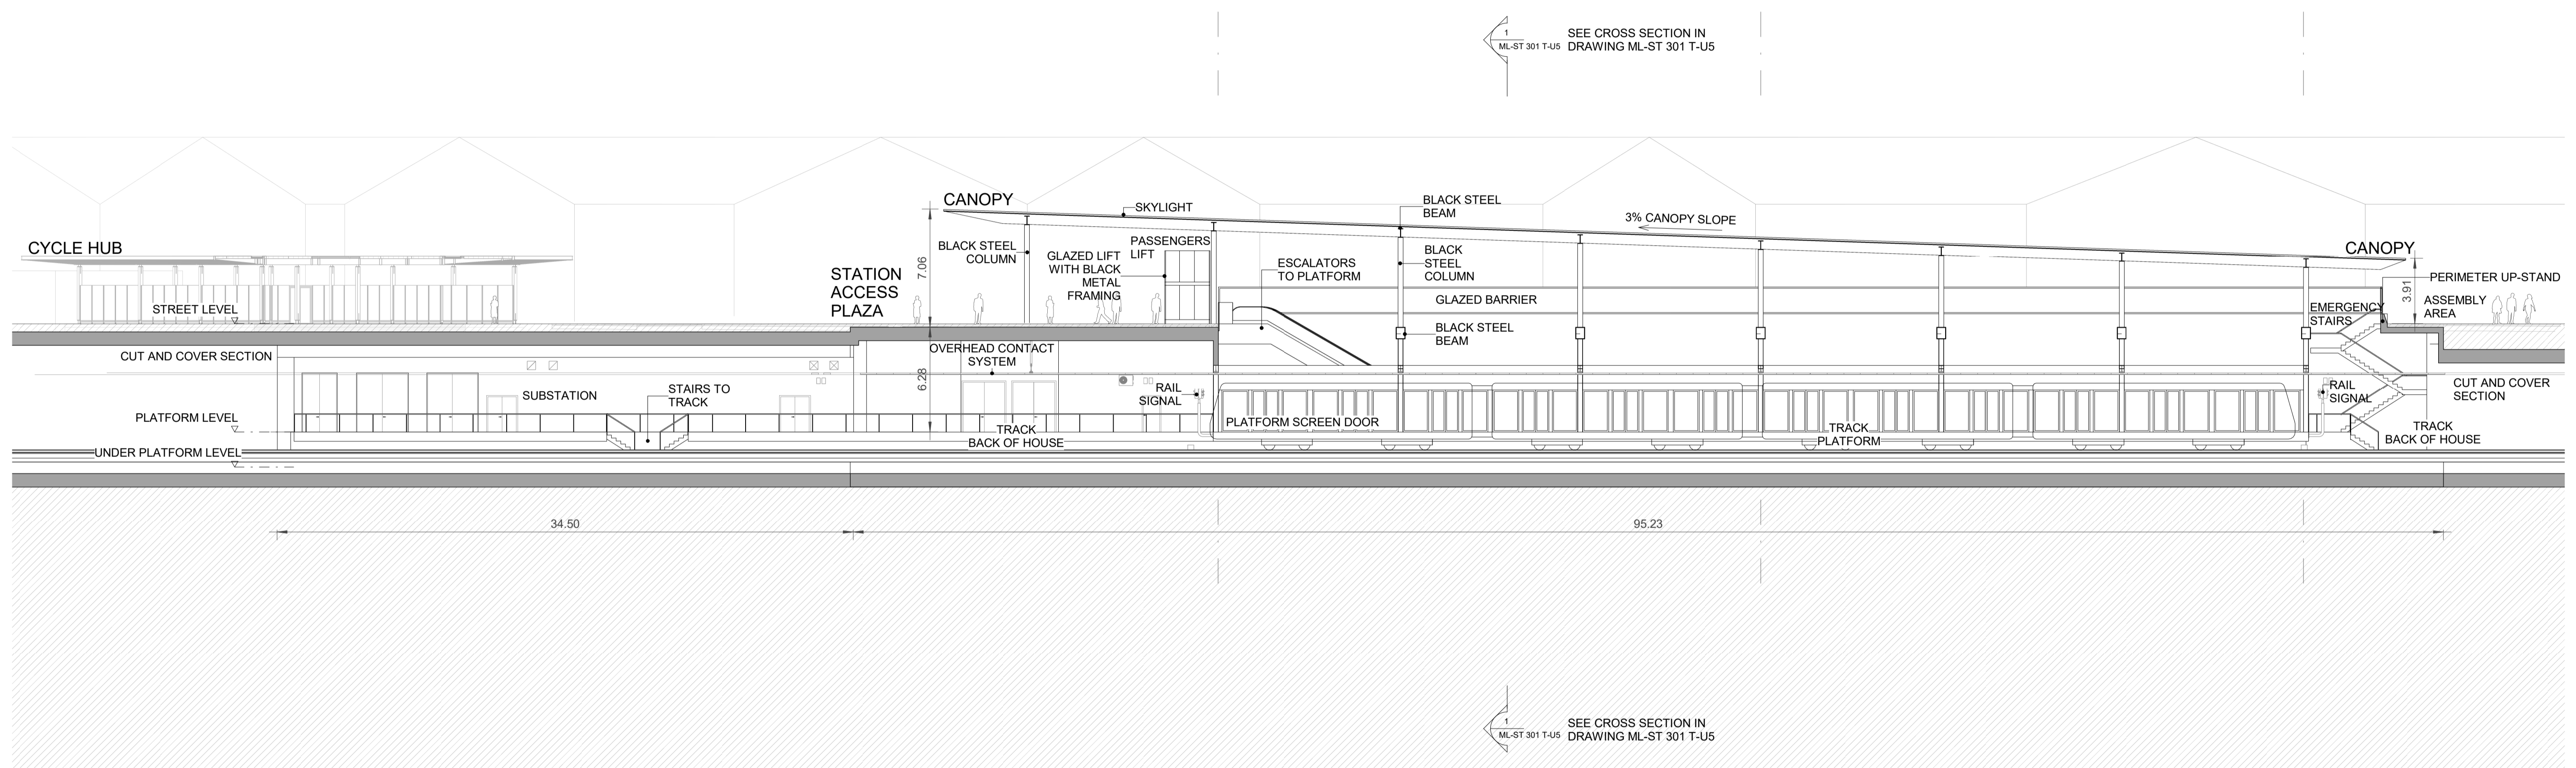 1
ML-ST 301 T-U5
SEE CROSS SECTION IN
DRAWING ML-ST 301 T-U5
CANOPY
SKYLIGHT
BLACK STEEL
BEAM
3% CANOPY SLOPE
CYCLE HUB
BLACK STEEL
COLUMN
PASSENGERS
LIFT
GLAZED LIFT
WITH BLACK
METAL
FRAMING
BLACK
STEEL
COLUMN
CANOPY
7.06
STATION
ACCESS
PLAZA
ESCALATORS
TO PLATFORM
PERIMETER UP-STAND
3.91
GLAZED BARRIER
ASSEMBLY
AREA
STREET LEVEL
EMERGENCY
STAIRS
BLACK STEEL
BEAM
CUT AND COVER SECTION
OVERHEAD CONTACT
SYSTEM
6.28
SUBSTATION
STAIRS TO
TRACK
RAIL
SIGNAL
RAIL
SIGNAL
CUT AND COVER
SECTION
PLATFORM LEVEL
PLATFORM SCREEN DOOR
TRACK
BACK OF HOUSE
TRACK
PLATFORM
TRACK
BACK OF HOUSE
UNDER PLATFORM LEVEL
34.50
95.23
1
ML-ST 301 T-U5
SEE CROSS SECTION IN
DRAWING ML-ST 301 T-U5